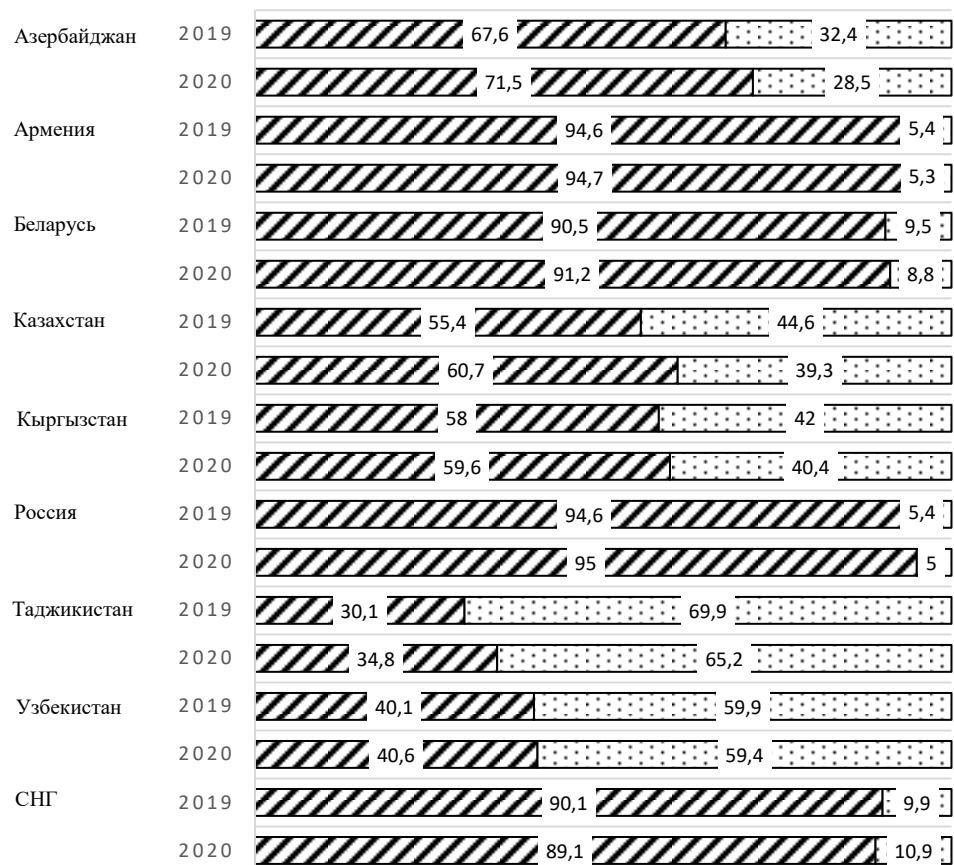 Азербайджан 2019 67,6 32,4
2020 71,5 28,5
Армения 2019 94,6 5,4
2020 94,7 5,3
Беларусь 2019 90,5 9,5
2020 91,2 8,8
Казахстан 2019 55,4 44,6
2020 60,7 39,3
Кыргызстан 2019 58 42
2020 59,6 40,4
Россия 2019 94,6 5,4
2020 95 5
Таджикистан 2019 30,1 69,9
2020 34,8 65,2
Узбекистан 2019 40,1 59,9
2020 40,6 59,4
СНГ 2019 90,1 9,9
2020 89,1 10,9